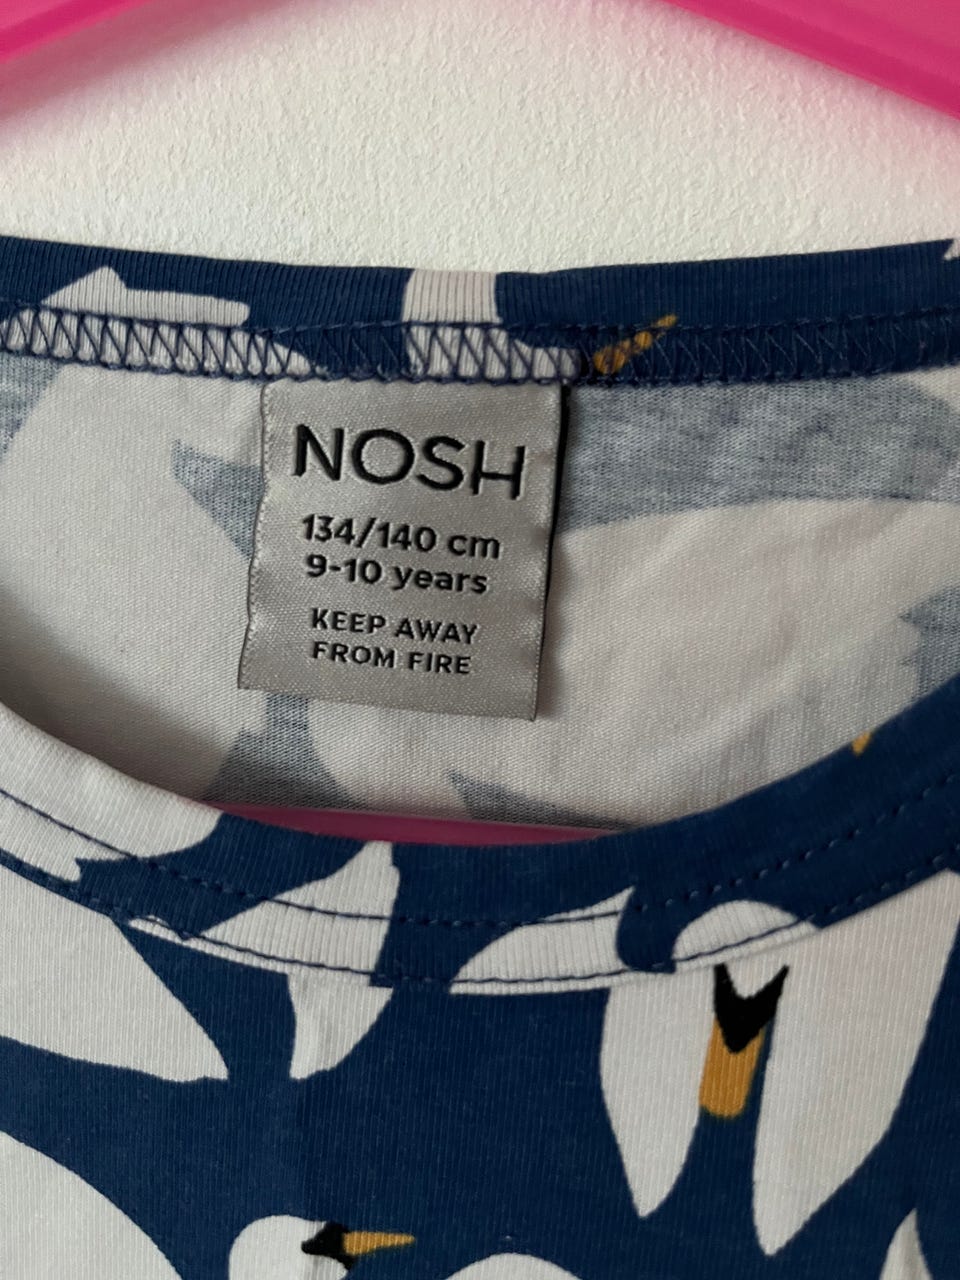 NOSH
134/140 cm
9-10 years
KEEP AWAY
FROM FIRE